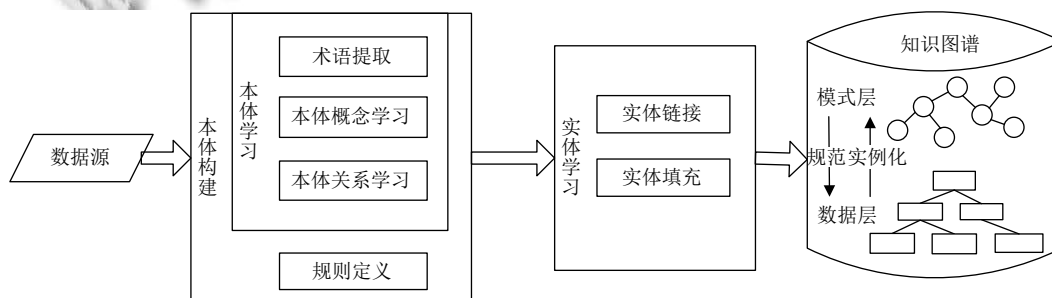 数据源
本体构建
本体学习
术语提取
本体概念学习
本体关系学习
规则定义
实体学习
实体链接
实体填充
知识图谱
模式层
规范实例化
数据层